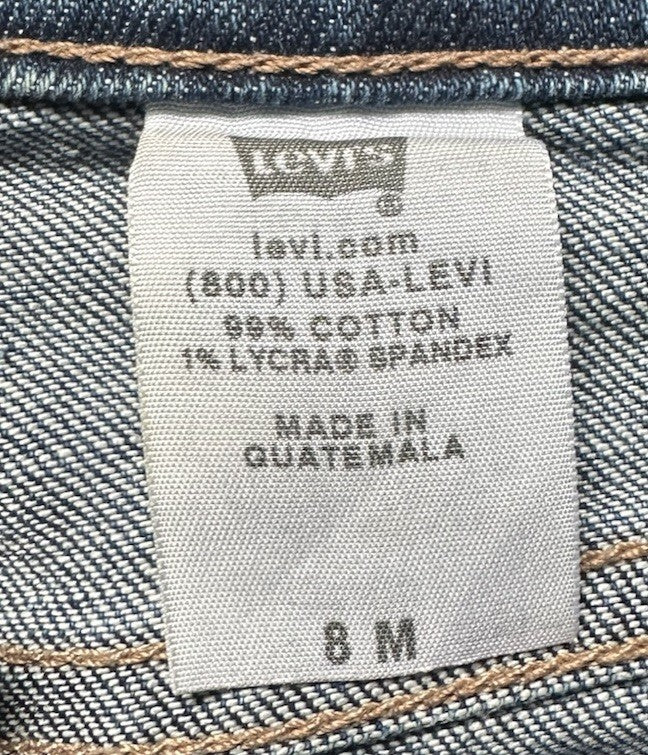 Levi's
®
levi.com
(800) USA-LEVI
99% COTTON
1% LYCRA® SPANDEX
MADE IN
GUATEMALA
8 M